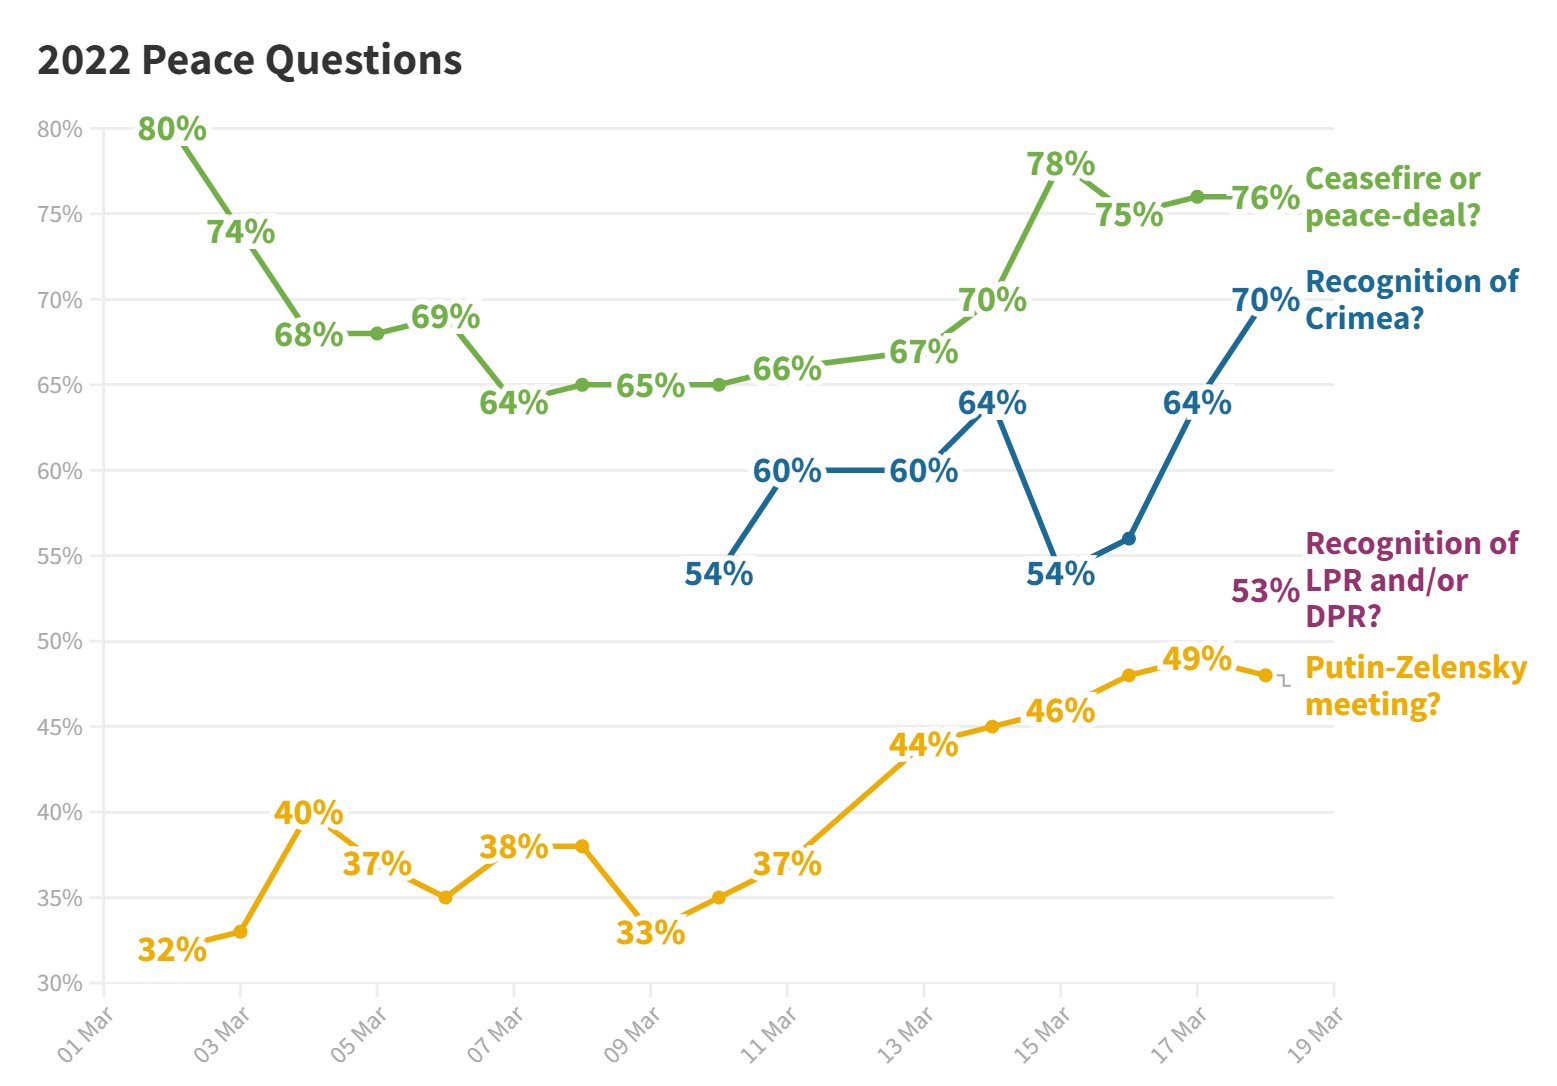 2022 Peace Questions
80%
75%
70%
65%
60%
55%
50%
45%
40%
35%
30%
80%
74%
68%
69%
64%
65%
66%
67%
70%
78%
75%
76%
Ceasefire or
peace-deal?
54%
60%
60%
64%
54%
64%
70%
Recognition of
Crimea?
53%
Recognition of
LPR and/or
DPR?
32%
40%
37%
38%
33%
37%
44%
46%
49%
Putin-Zelensky
meeting?
01 Mar
03 Mar
05 Mar
07 Mar
09 Mar
11 Mar
13 Mar
15 Mar
17 Mar
19 Mar